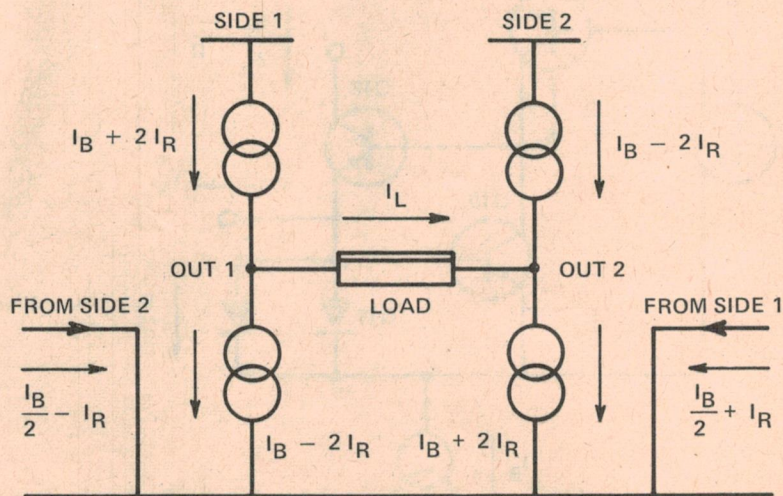 SIDE 1
SIDE 2
I_B + 2 I_R
I_B − 2 I_R
I_L
OUT 1
OUT 2
LOAD
FROM SIDE 2
FROM SIDE 1
I_B/2 − I_R
I_B/2 + I_R
I_B − 2 I_R
I_B + 2 I_R